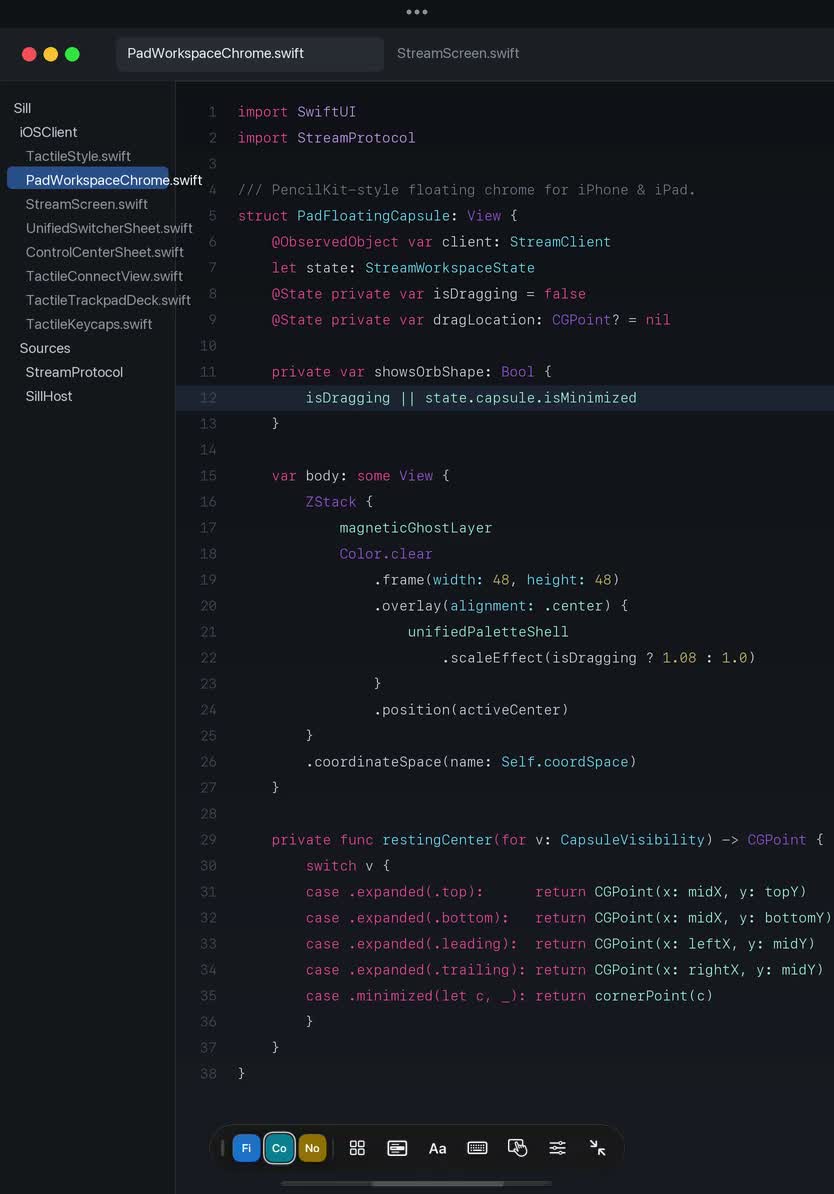 PadWorkspaceChrome.swift
StreamScreen.swift
Sill
iOSClient
TactileStyle.swift
PadWorkspaceChrome.swift
StreamScreen.swift
UnifiedSwitcherSheet.swift
ControlCenterSheet.swift
TactileConnectView.swift
TactileTrackpadDeck.swift
TactileKeycaps.swift
Sources
StreamProtocol
SillHost
1 import SwiftUI
2 import StreamProtocol
3
4 /// PencilKit-style floating chrome for iPhone & iPad.
5 struct PadFloatingCapsule: View {
6     @ObservedObject var client: StreamClient
7     let state: StreamWorkspaceState
8     @State private var isDragging = false
9     @State private var dragLocation: CGPoint? = nil
10
11     private var showsOrbShape: Bool {
12         isDragging || state.capsule.isMinimized
13     }
14
15     var body: some View {
16         ZStack {
17             magneticGhostLayer
18             Color.clear
19                 .frame(width: 48, height: 48)
20                 .overlay(alignment: .center) {
21                     unifiedPaletteShell
22                         .scaleEffect(isDragging ? 1.08 : 1.0)
23                 }
24                 .position(activeCenter)
25         }
26         .coordinateSpace(name: Self.coordSpace)
27     }
28
29     private func restingCenter(for v: CapsuleVisibility) -> CGPoint {
30         switch v {
31         case .expanded(.top):      return CGPoint(x: midX, y: topY)
32         case .expanded(.bottom):   return CGPoint(x: midX, y: bottomY)
33         case .expanded(.leading):  return CGPoint(x: leftX, y: midY)
34         case .expanded(.trailing): return CGPoint(x: rightX, y: midY)
35         case .minimized(let c, _): return cornerPoint(c)
36         }
37     }
38 }
Fi Co No Aa